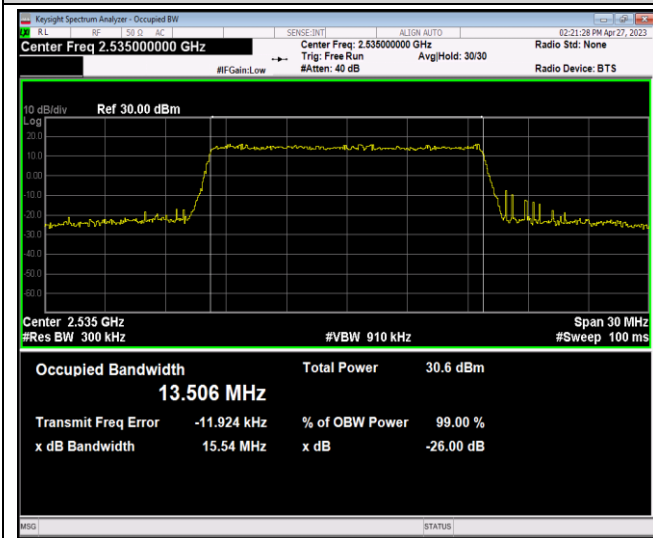 Keysight Spectrum Analyzer - Occupied BW
RL RF 50 Ω AC SENSE:INT ALIGN AUTO 02:21:28 PM Apr 27, 2023
Center Freq 2.535000000 GHz Center Freq: 2.535000000 GHz Radio Std: None
Trig: Free Run Avg|Hold: 30/30
#IFGain:Low #Atten: 40 dB Radio Device: BTS
10 dB/div Ref 30.00 dBm
Log
20.0
10.0
0.00
-10.0
-20.0
-30.0
-40.0
-50.0
-60.0
Center 2.535 GHz Span 30 MHz
#Res BW 300 kHz #VBW 910 kHz #Sweep 100 ms
Occupied Bandwidth Total Power 30.6 dBm
13.506 MHz
Transmit Freq Error -11.924 kHz % of OBW Power 99.00 %
x dB Bandwidth 15.54 MHz x dB -26.00 dB
MSG STATUS